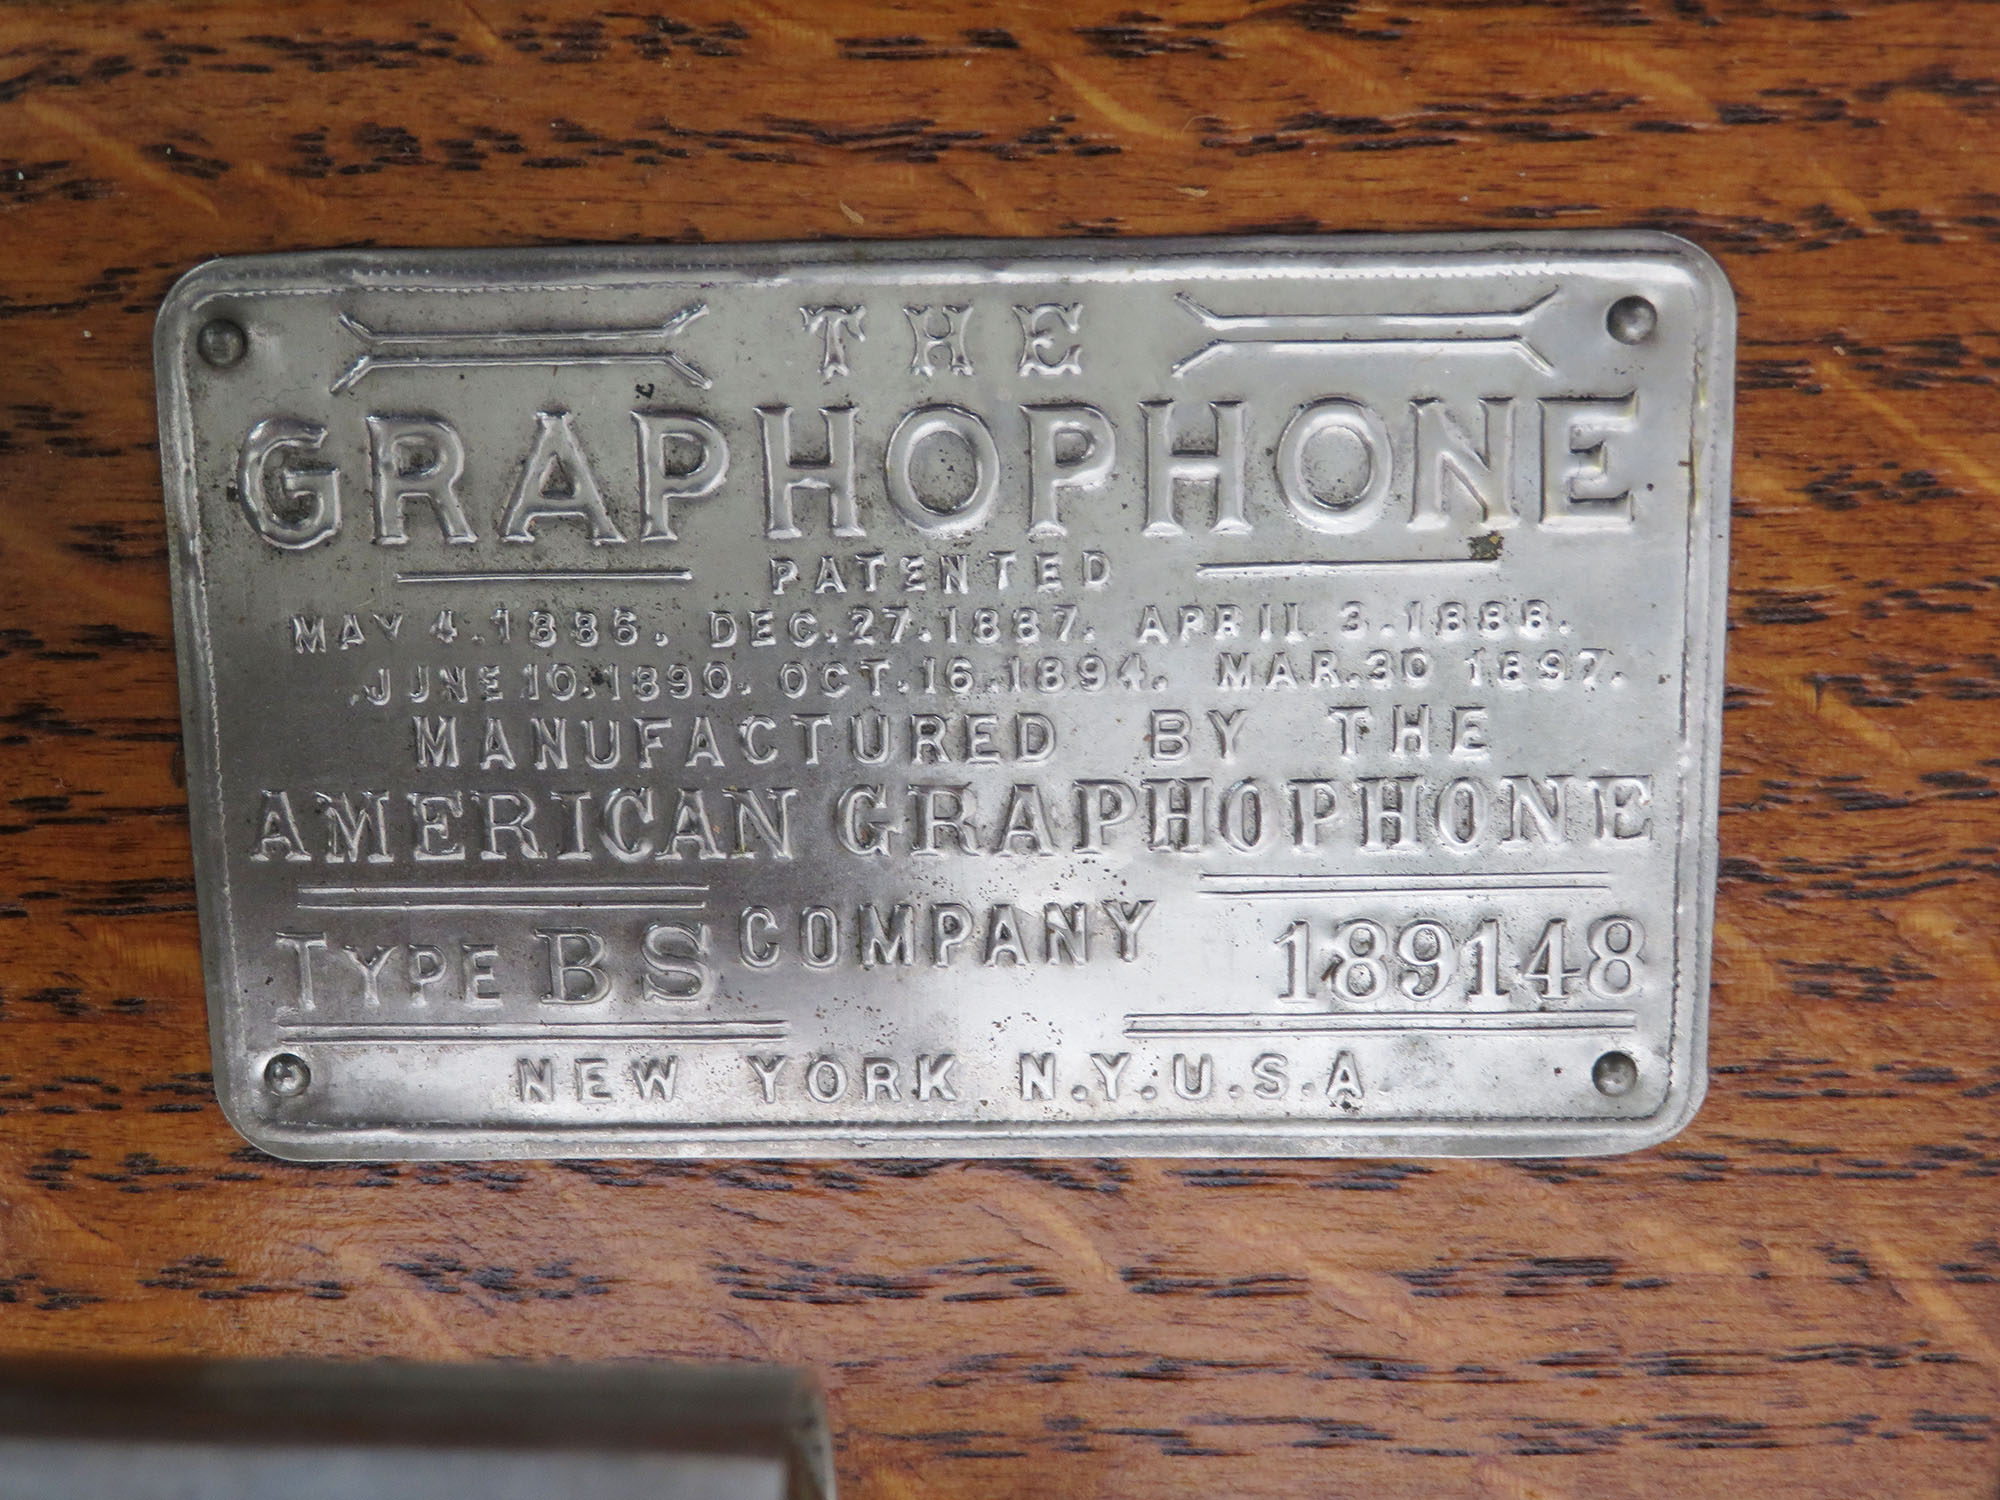 THE
GRAPHOPHONE
PATENTED
MAY 4.1886. DEC.27.1887. APRIL 3.1888.
JUNE 10.1890. OCT.16.1894. MAR.30 1897.
MANUFACTURED BY THE
AMERICAN GRAPHOPHONE
COMPANY
TYPE BS 189148
NEW YORK N.Y.U.S.A.